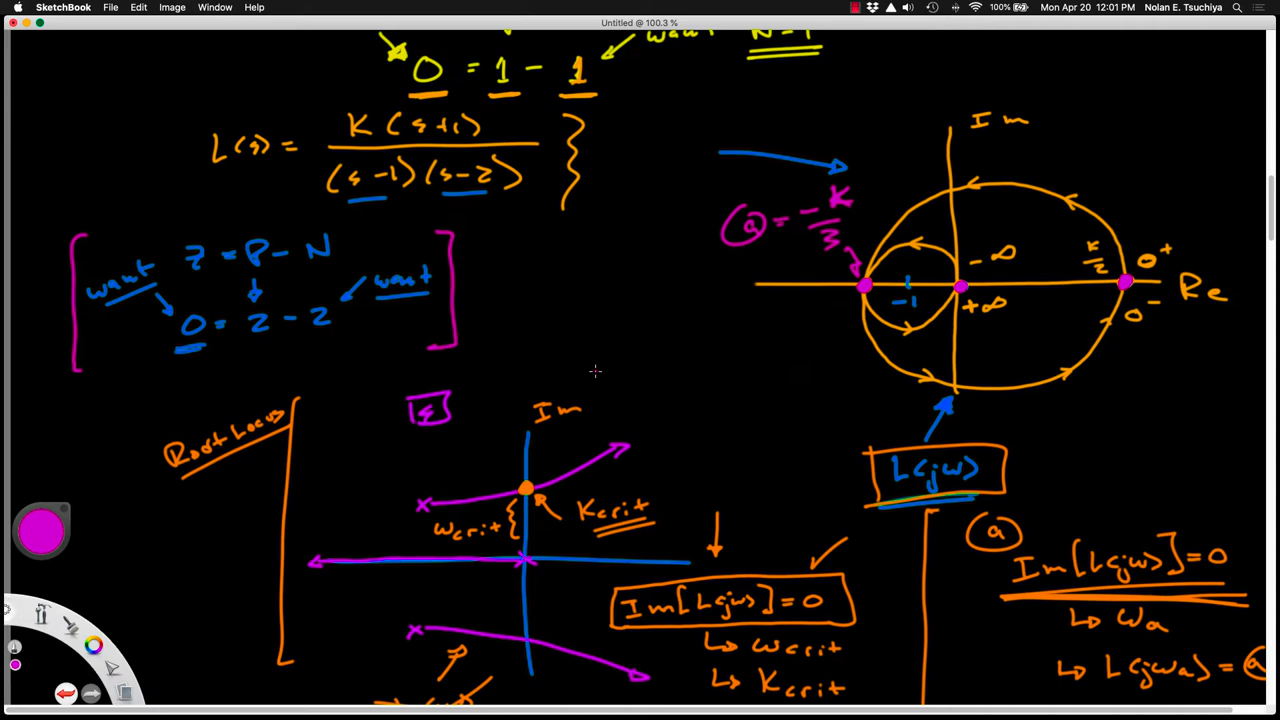 SketchBook File Edit Image Window Share Help
100% Mon Apr 20 12:01 PM Nolan E. Tsuchiya
Untitled @ 100.3 %
want N=1
0 = 1 - 1
L(s) = K(s+1)
(s-1)(s-2)
Z = P - N
want
want
0 = 2 - 2
Im
a = -K/3
-∞
+∞
-1
K/2
0+
0-
Re
L(jω)
Root Locus
s
Im
ωcrit
Kcrit
Im[L(jω)] = 0
↳ ωcrit
↳ Kcrit
a
Im[L(jω)] = 0
↳ ωa
↳ L(jωa) = a